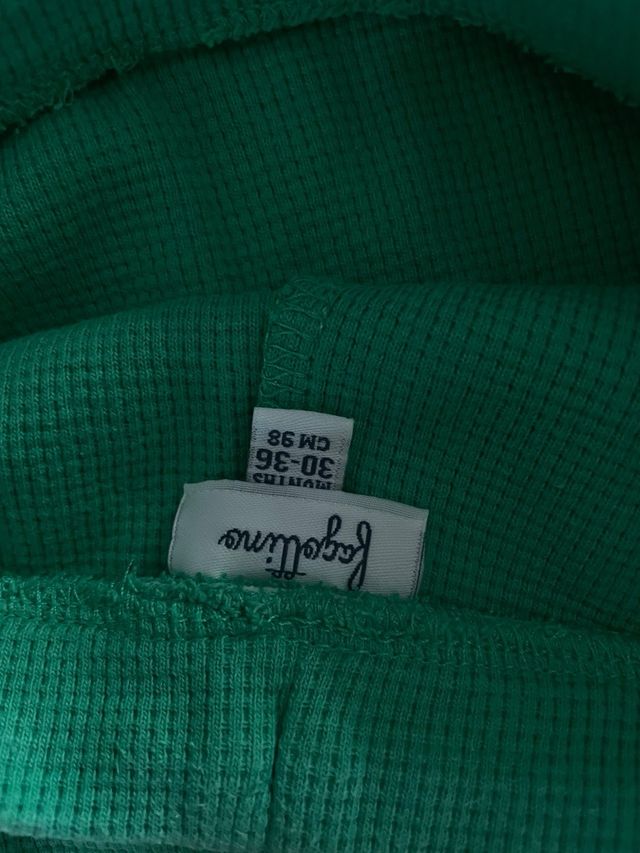 fagottino
MONTHS
30-36
CM 98